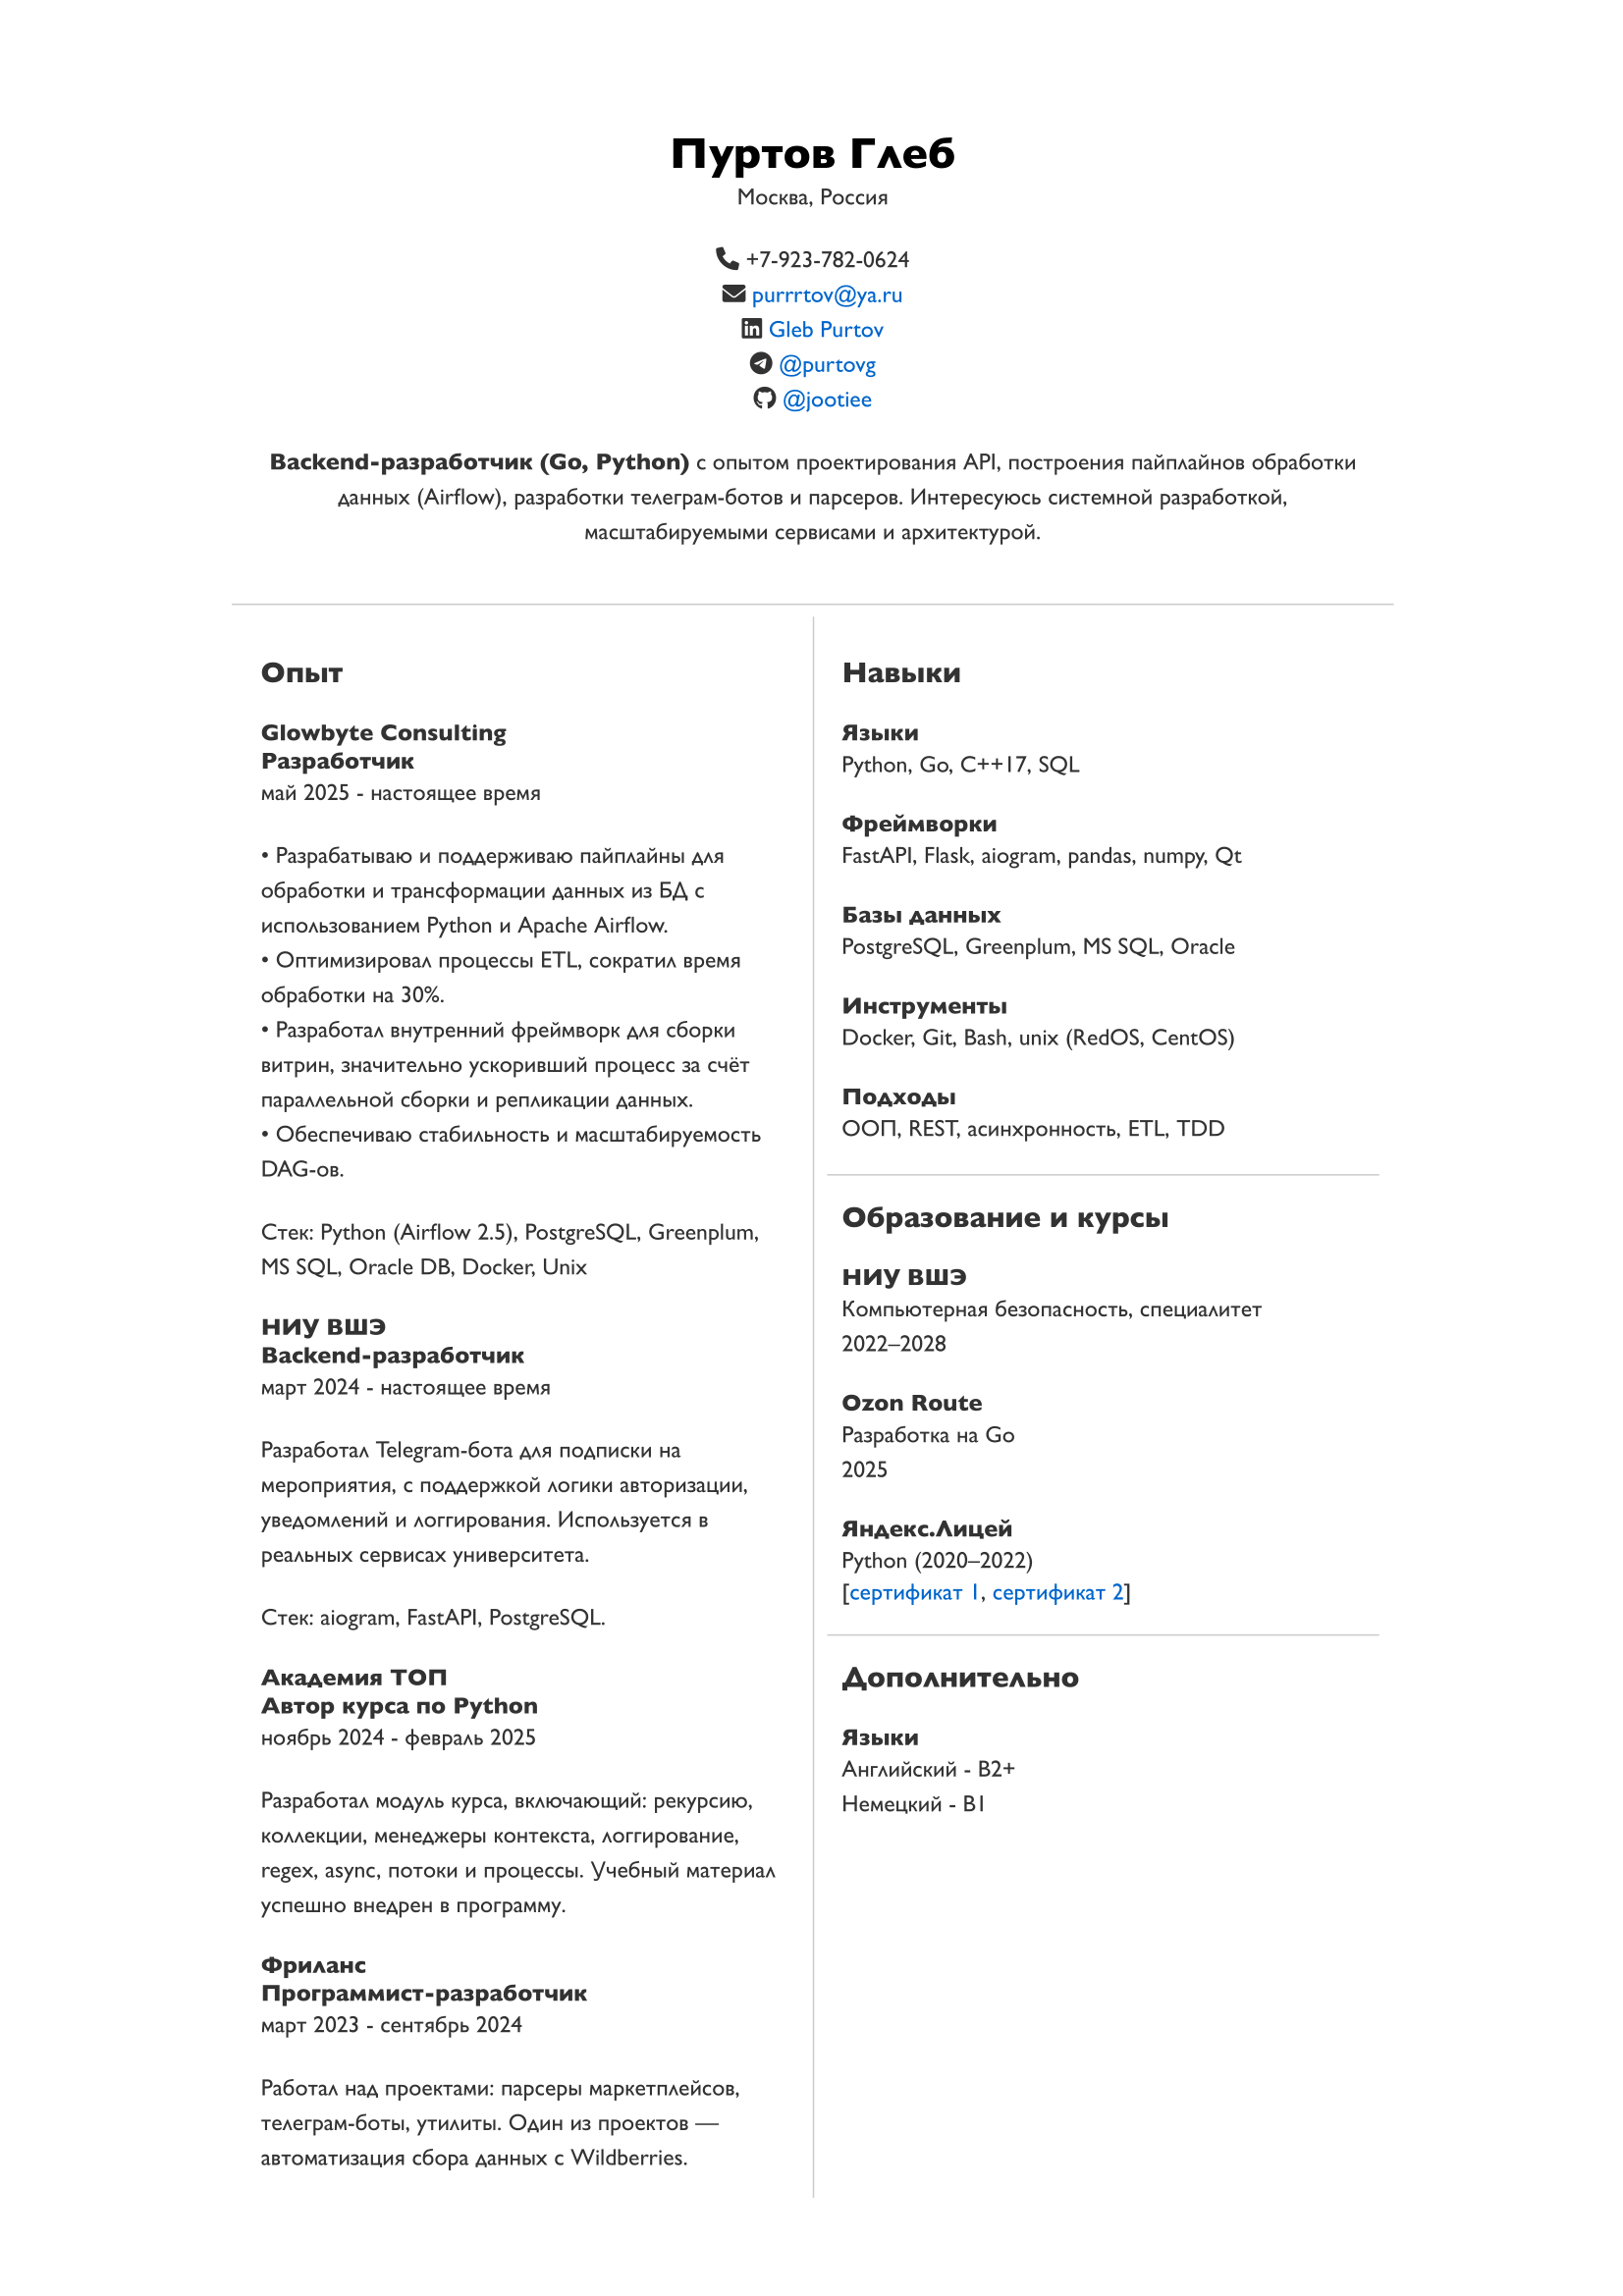 Пуртов Глеб
Москва, Россия
+7-923-782-0624
purrrtov@ya.ru
Gleb Purtov
@purtovg
@jootiee
Backend-разработчик (Go, Python) с опытом проектирования API, построения пайплайнов обработки
данных (Airflow), разработки телеграм-ботов и парсеров. Интересуюсь системной разработкой,
масштабируемыми сервисами и архитектурой.
Опыт
Glowbyte Consulting
Разработчик
май 2025 - настоящее время
• Разрабатываю и поддерживаю пайплайны для
обработки и трансформации данных из БД с
использованием Python и Apache Airflow.
• Оптимизировал процессы ETL, сократил время
обработки на 30%.
• Разработал внутренний фреймворк для сборки
витрин, значительно ускоривший процесс за счёт
параллельной сборки и репликации данных.
• Обеспечиваю стабильность и масштабируемость
DAG-ов.
Стек: Python (Airflow 2.5), PostgreSQL, Greenplum,
MS SQL, Oracle DB, Docker, Unix
НИУ ВШЭ
Backend-разработчик
март 2024 - настоящее время
Разработал Telegram-бота для подписки на
мероприятия, с поддержкой логики авторизации,
уведомлений и логгирования. Используется в
реальных сервисах университета.
Стек: aiogram, FastAPI, PostgreSQL.
Академия ТОП
Автор курса по Python
ноябрь 2024 - февраль 2025
Разработал модуль курса, включающий: рекурсию,
коллекции, менеджеры контекста, логгирование,
regex, async, потоки и процессы. Учебный материал
успешно внедрен в программу.
Фриланс
Программист-разработчик
март 2023 - сентябрь 2024
Работал над проектами: парсеры маркетплейсов,
телеграм-боты, утилиты. Один из проектов —
автоматизация сбора данных с Wildberries.
Навыки
Языки
Python, Go, C++17, SQL
Фреймворки
FastAPI, Flask, aiogram, pandas, numpy, Qt
Базы данных
PostgreSQL, Greenplum, MS SQL, Oracle
Инструменты
Docker, Git, Bash, unix (RedOS, CentOS)
Подходы
ООП, REST, асинхронность, ETL, TDD
Образование и курсы
НИУ ВШЭ
Компьютерная безопасность, специалитет
2022–2028
Ozon Route
Разработка на Go
2025
Яндекс.Лицей
Python (2020–2022)
[сертификат 1, сертификат 2]
Дополнительно
Языки
Английский - B2+
Немецкий - B1